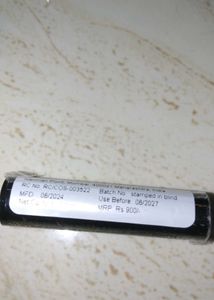 RC No. RC/COS-003522 Batch No. stamped in blind
MFD. 08/2024 Use Before : 08/2027
MRP Rs 900/-